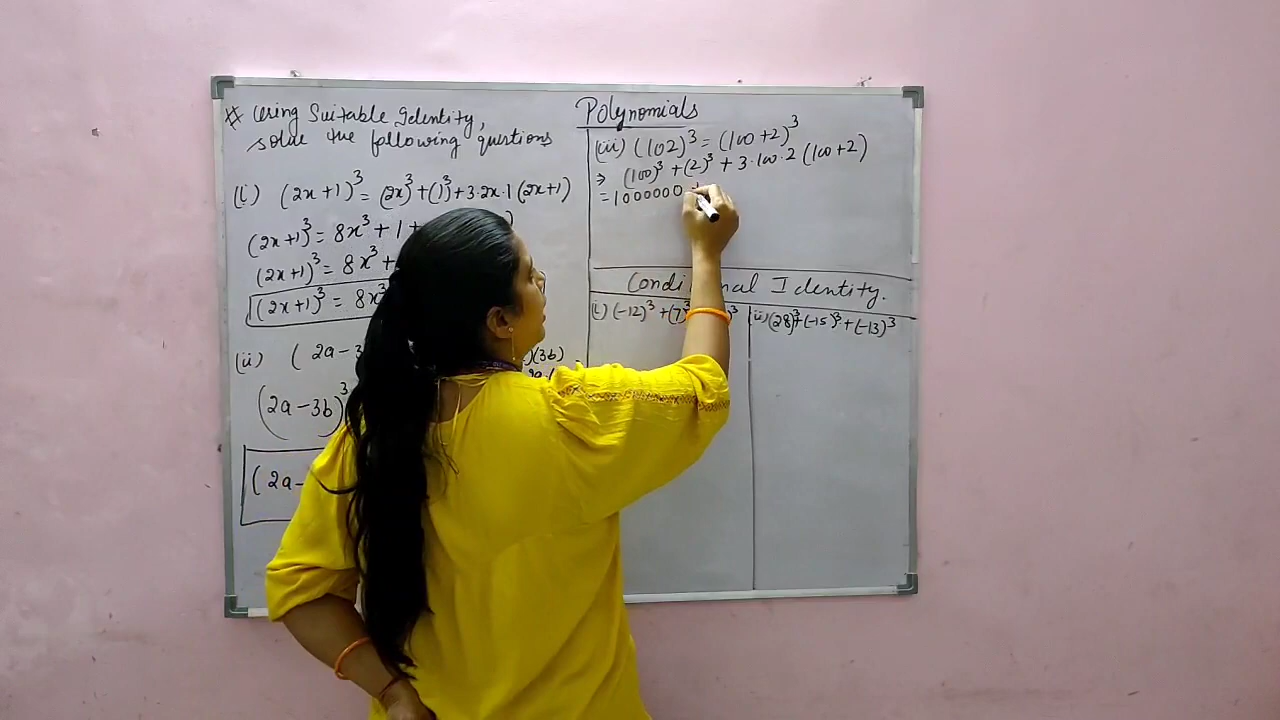 # Using Suitable Identity,
solve the following questions
(i) (2x+1)³ = (2x)³+(1)³+3·2x·1(2x+1)
(2x+1)³ = 8x³ + 1 +
(2x+1)³ = 8x³ +
(2x+1)³ = 8x³
(ii) (2a-3
)(3b)
(2a-3b)³
(2a-
Polynomials
(iii) (102)³ = (100+2)³
⇒ (100)³ + (2)³ + 3·100·2 (100+2)
= 1000000
Identity.
(i) (-12)³ + (7)³ )³
(ii) (28)³+(-15)³+(-13)³